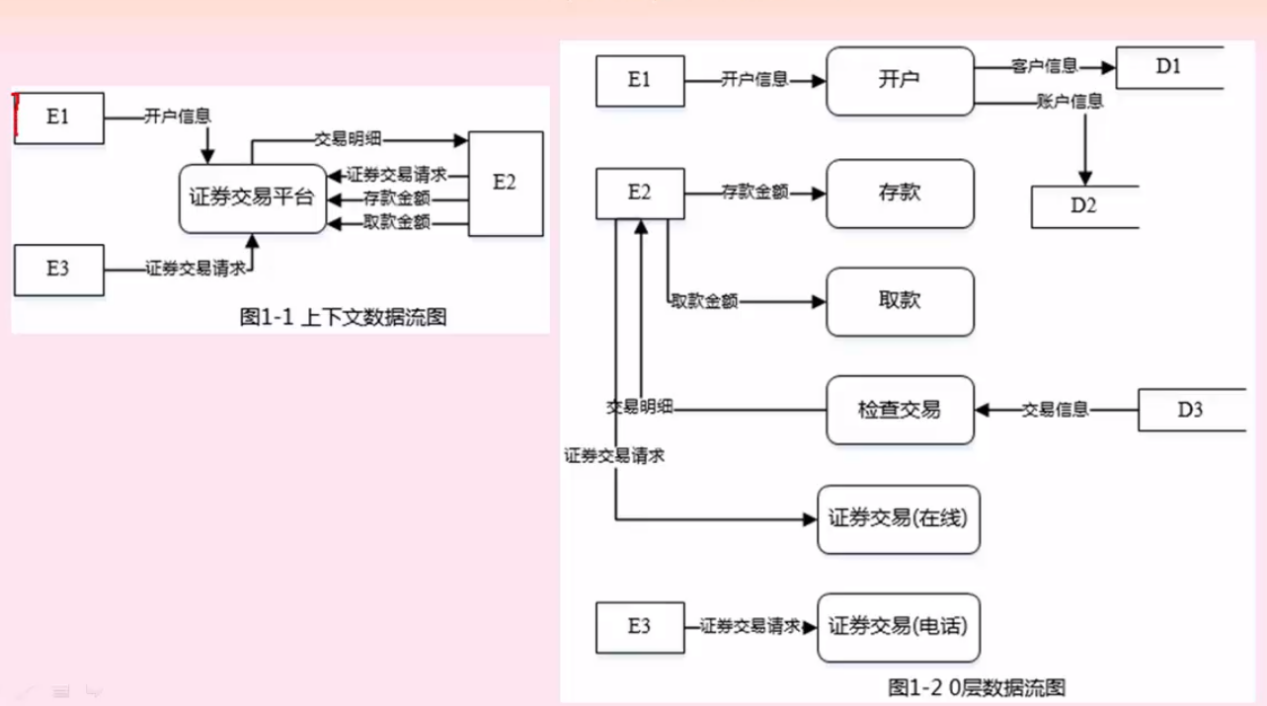 E1
开户信息
交易明细
证券交易请求
存款金额
取款金额
E2
证券交易平台
E3
证券交易请求
图1-1 上下文数据流图
E1
开户信息
开户
客户信息
D1
账户信息
D2
E2
存款金额
存款
取款金额
取款
交易明细
检查交易
交易信息
D3
证券交易请求
证券交易(在线)
E3
证券交易请求
证券交易(电话)
图1-2 0层数据流图